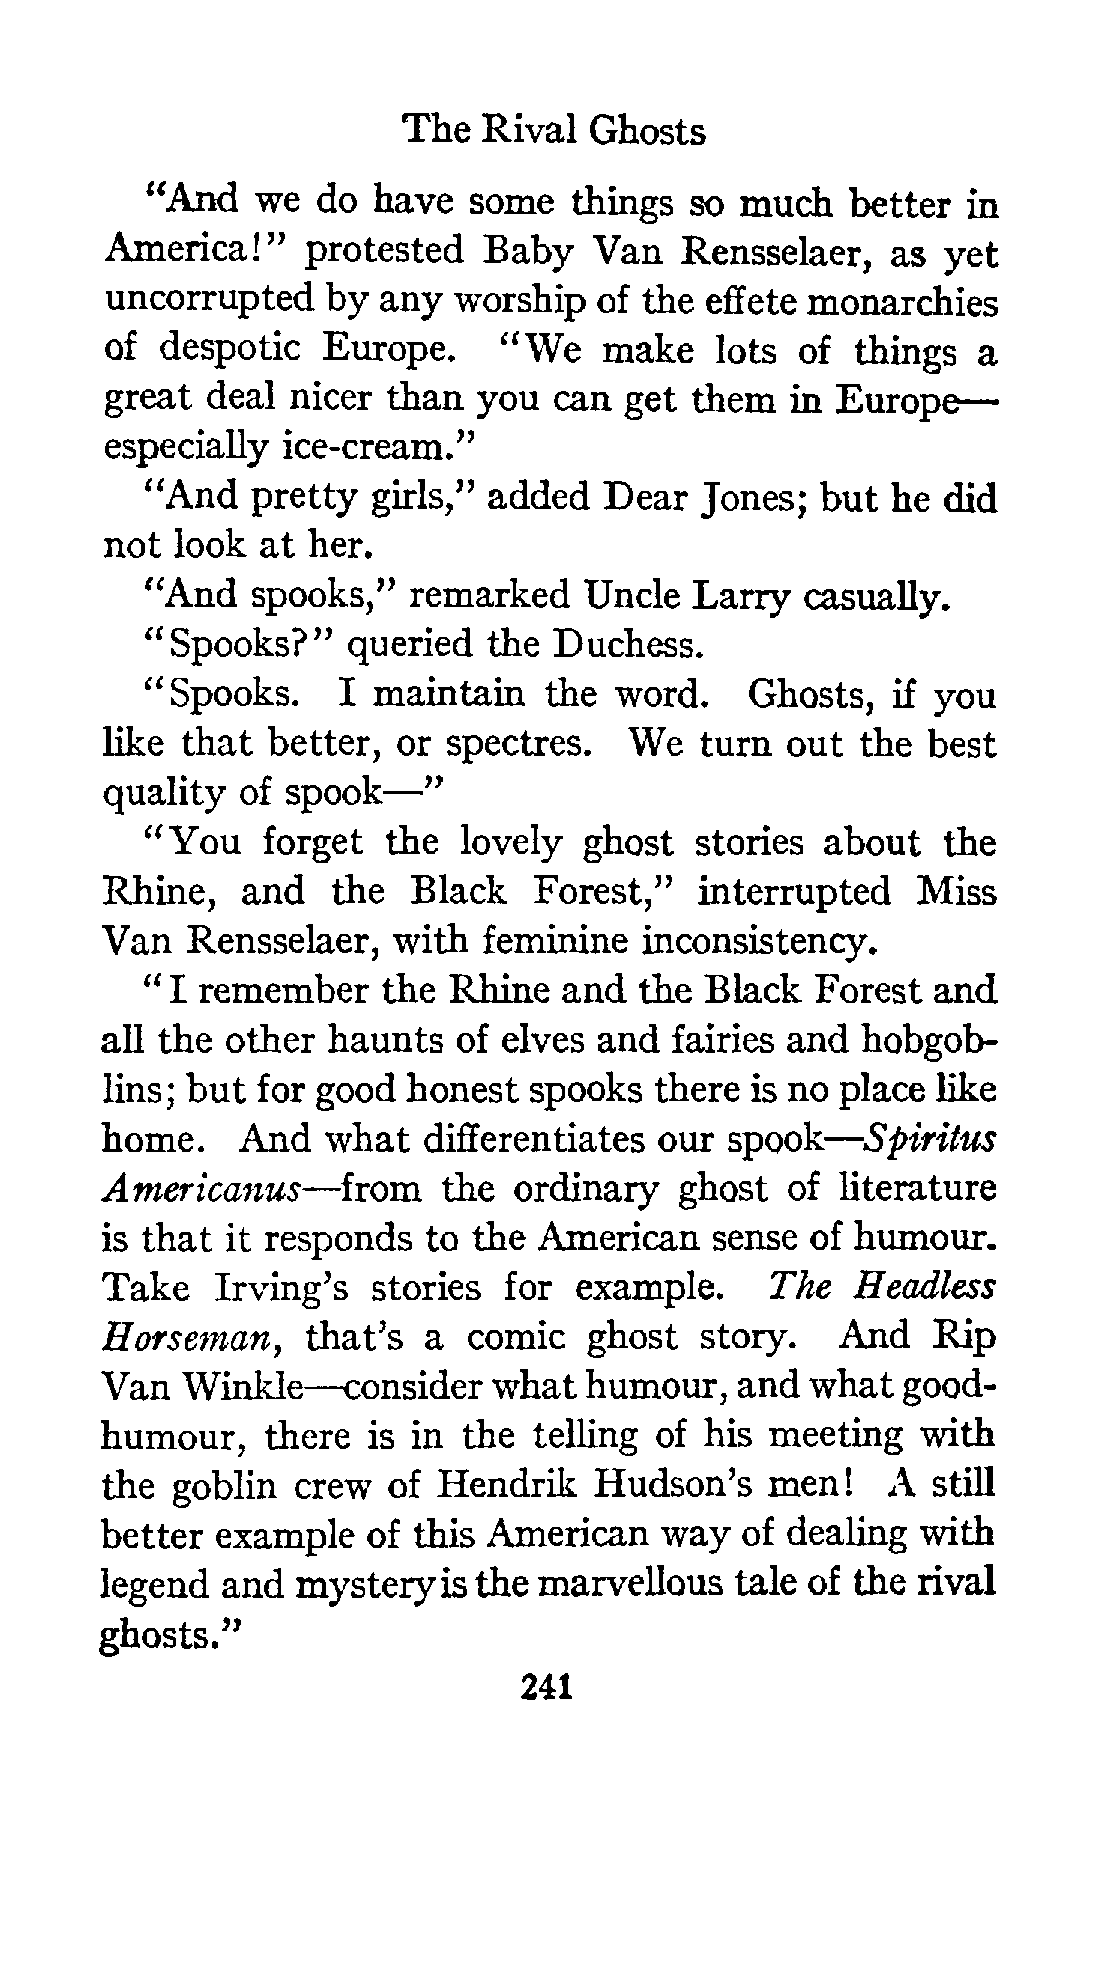 The Rival Ghosts
“And we do have some things so much better in
America!” protested Baby Van Rensselaer, as yet
uncorrupted by any worship of the effete monarchies
of despotic Europe. “We make lots of things a
great deal nicer than you can get them in Europe—
especially ice-cream.”
“And pretty girls,” added Dear Jones; but he did
not look at her.
“And spooks,” remarked Uncle Larry casually.
“Spooks?” queried the Duchess.
“Spooks. I maintain the word. Ghosts, if you
like that better, or spectres. We turn out the best
quality of spook—”
“You forget the lovely ghost stories about the
Rhine, and the Black Forest,” interrupted Miss
Van Rensselaer, with feminine inconsistency.
“I remember the Rhine and the Black Forest and
all the other haunts of elves and fairies and hobgob-
lins; but for good honest spooks there is no place like
home. And what differentiates our spook—Spiritus
Americanus—from the ordinary ghost of literature
is that it responds to the American sense of humour.
Take Irving’s stories for example. The Headless
Horseman, that’s a comic ghost story. And Rip
Van Winkle—consider what humour, and what good-
humour, there is in the telling of his meeting with
the goblin crew of Hendrik Hudson’s men! A still
better example of this American way of dealing with
legend and mystery is the marvellous tale of the rival
ghosts.”
241